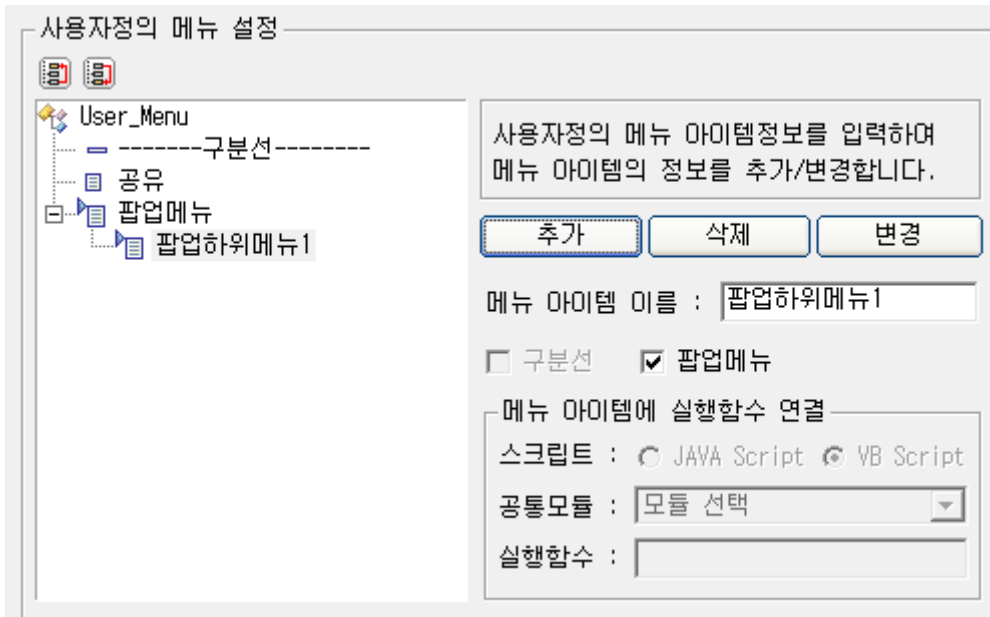 사용자정의 메뉴 설정
User_Menu
-------구분선--------
공유
팝업메뉴
팝업하위메뉴1
사용자정의 메뉴 아이템정보를 입력하여
메뉴 아이템의 정보를 추가/변경합니다.
추가 삭제 변경
메뉴 아이템 이름 : 팝업하위메뉴1
구분선 팝업메뉴
메뉴 아이템에 실행함수 연결
스크립트 : JAVA Script VB Script
공통모듈 : 모듈 선택
실행함수 :